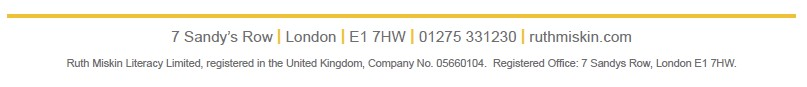 7 Sandy's Row | London | E1 7HW | 01275 331230 | ruthmiskin.com
Ruth Miskin Literacy Limited, registered in the United Kingdom, Company No. 05660104.  Registered Office: 7 Sandys Row, London E1 7HW.